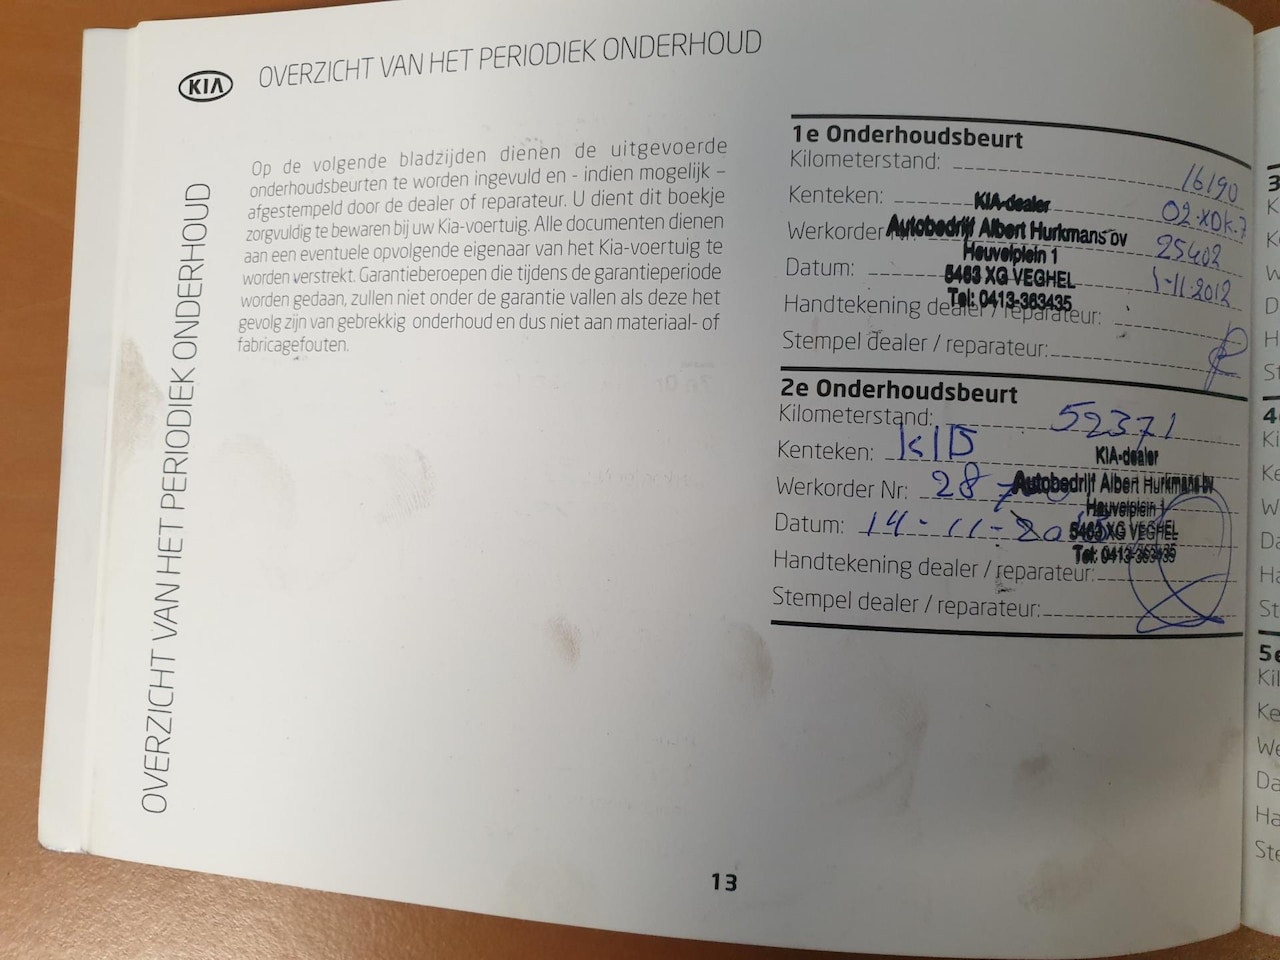 KIA
OVERZICHT VAN HET PERIODIEK ONDERHOUD
OVERZICHT VAN HET PERIODIEK ONDERHOUD
Op de volgende bladzijden dienen de uitgevoerde
onderhoudsbeurten te worden ingevuld en - indien mogelijk -
afgestempeld door de dealer of reparateur. U dient dit boekje
zorgvuldig te bewaren bij uw Kia-voertuig. Alle documenten dienen
aan een eventuele opvolgende eigenaar van het Kia-voertuig te
worden verstrekt. Garantieberoepen die tijdens de garantieperiode
worden gedaan, zullen niet onder de garantie vallen als deze het
gevolg zijn van gebrekkig onderhoud en dus niet aan materiaal- of
fabricagefouten.
1e Onderhoudsbeurt
Kilometerstand: 16190
Kenteken: 02-XDK-7
Werkorder Nr: 25402
Datum: 1-11-2012
Handtekening dealer / reparateur:
Stempel dealer / reparateur:
KIA-dealer
Autobedrijf Albert Hurkmans bv
Heuvelplein 1
5463 XG VEGHEL
Tel: 0413-363435
2e Onderhoudsbeurt
Kilometerstand: 52371
Kenteken: KID
Werkorder Nr: 28
Datum: 14-11-
Handtekening dealer / reparateur:
Stempel dealer / reparateur:
KIA-dealer
Autobedrijf Albert Hurkmans bv
Heuvelplein 1
5463 XG VEGHEL
Tel: 0413-363435
13